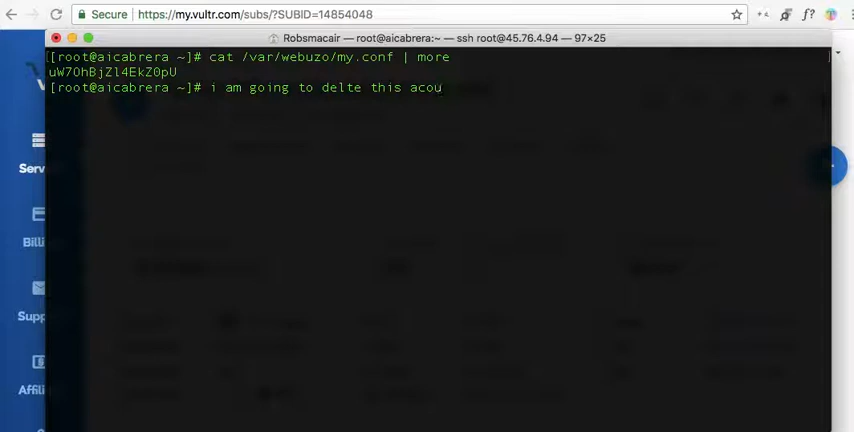 Secure https://my.vultr.com/subs/?SUBID=14854048
Robsmacair — root@aicabrera:~ — ssh root@45.76.4.94 — 97×25
[[root@aicabrera ~]# cat /var/webuzo/my.conf | more
uW7OhBjZl4EkZ0pU
[root@aicabrera ~]# i am going to delte this acou
Serv
Billi
Supp
Affili